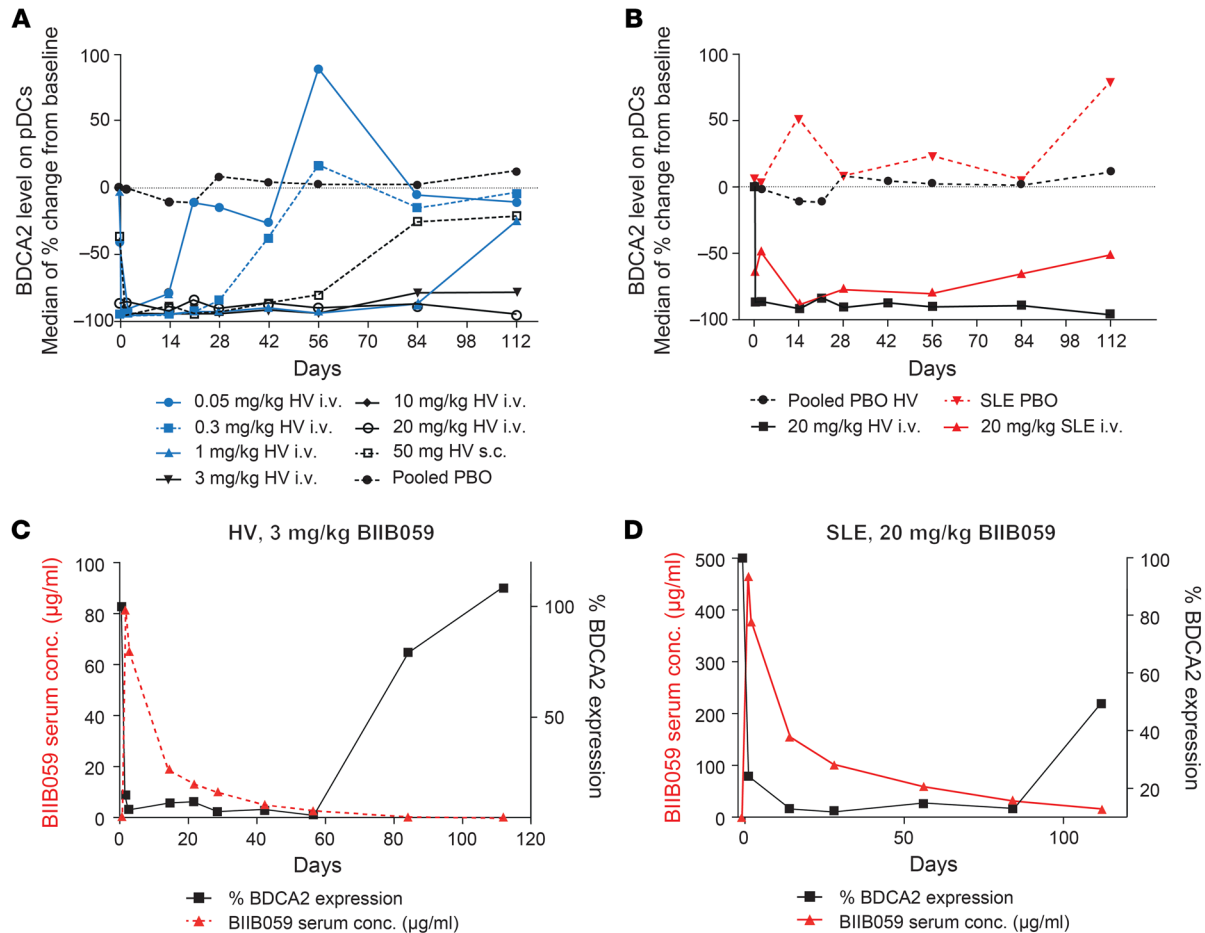 A
BDCA2 level on pDCs
Median of % change from baseline
100
50
0
–50
–100
0 14 28 42 56 70 84 98 112
Days
0.05 mg/kg HV i.v.
0.3 mg/kg HV i.v.
1 mg/kg HV i.v.
3 mg/kg HV i.v.
10 mg/kg HV i.v.
20 mg/kg HV i.v.
50 mg HV s.c.
Pooled PBO
B
BDCA2 level on pDCs
Median of % change from baseline
100
50
0
–50
–100
0 14 28 42 56 70 84 98 112
Days
Pooled PBO HV
20 mg/kg HV i.v.
SLE PBO
20 mg/kg SLE i.v.
C
HV, 3 mg/kg BIIB059
BIIB059 serum conc. (µg/ml)
100
80
60
40
20
0
0 20 40 60 80 100 120
Days
100
50
% BDCA2 expression
% BDCA2 expression
BIIB059 serum conc. (µg/ml)
D
SLE, 20 mg/kg BIIB059
BIIB059 serum conc. (µg/ml)
500
400
300
200
100
0
0 50 100
Days
100
80
60
40
20
% BDCA2 expression
% BDCA2 expression
BIIB059 serum conc. (µg/ml)